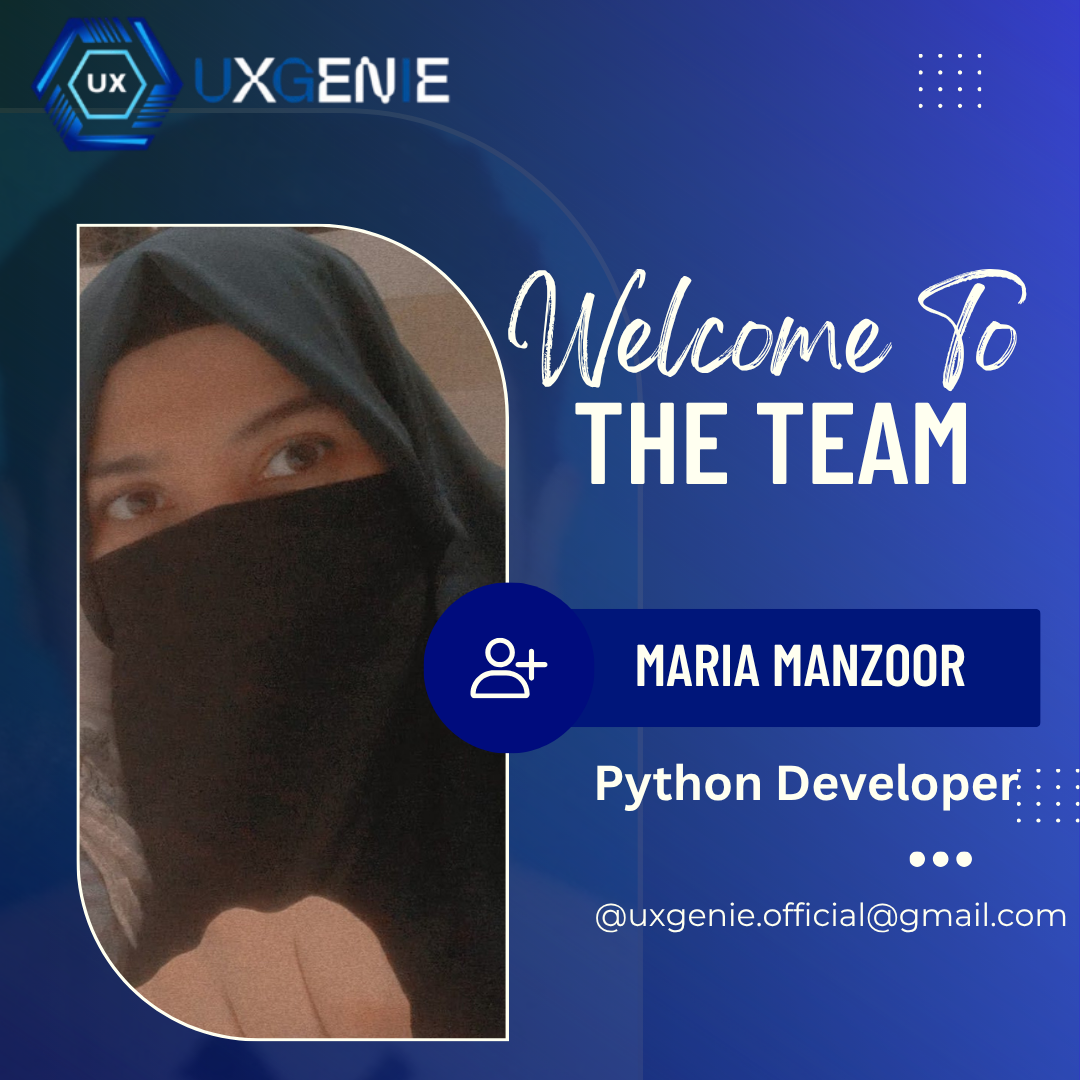 UX
UXGENIE
Welcome To
THE TEAM
MARIA MANZOOR
Python Developer
@uxgenie.official@gmail.com